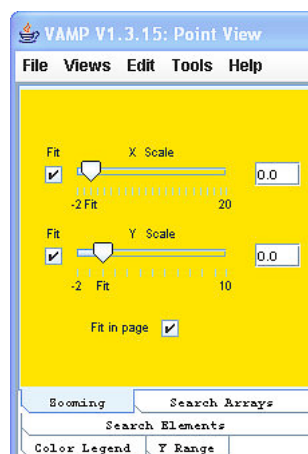 VAMP V1.3.15: Point View
File Views Edit Tools Help
Fit X Scale
0.0
-2 Fit 20
Fit Y Scale
0.0
-2 Fit 10
Fit in page
Zooming Search Arrays
Search Elements
Color Legend Y Range